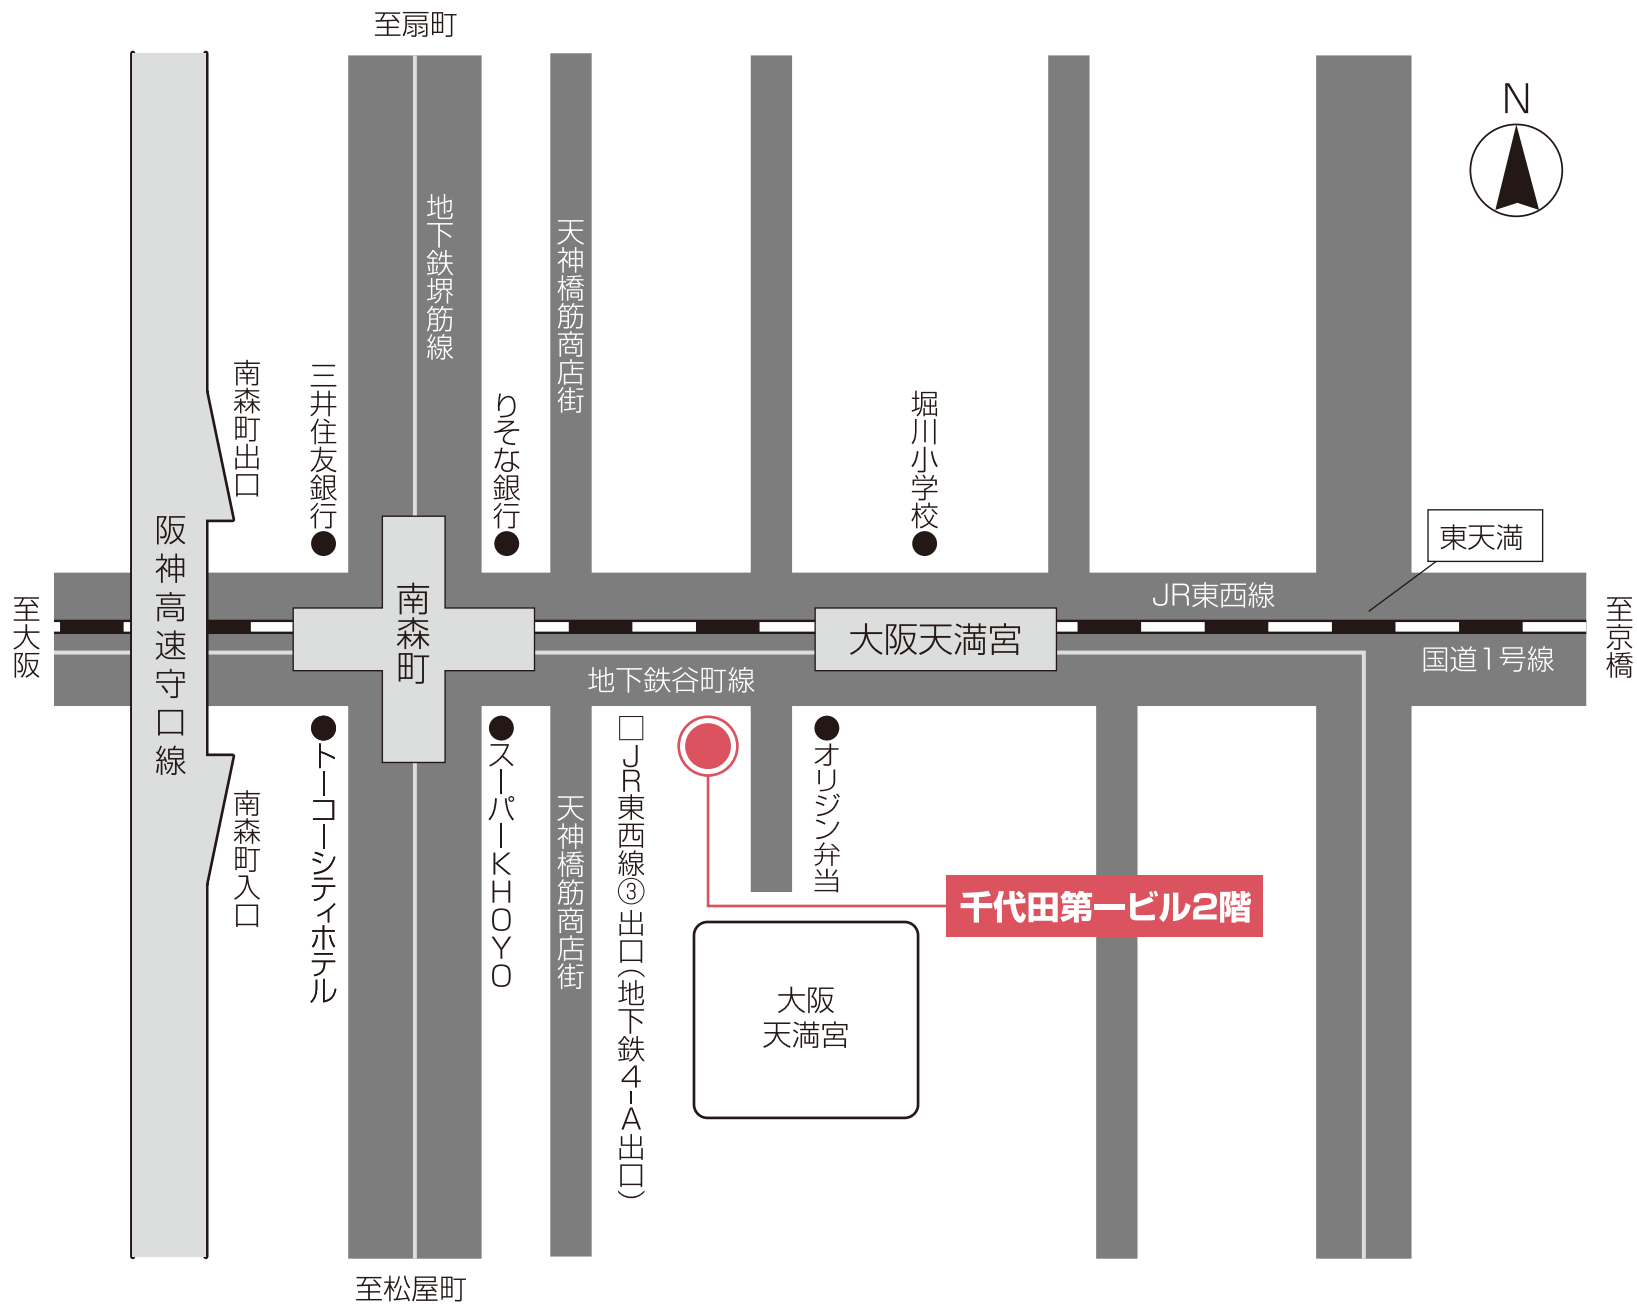 至扇町
N
地下鉄堺筋線
天神橋筋商店街
南森町出口
三井住友銀行
りそな銀行
堀川小学校
阪神高速守口線
東天満
JR東西線
至大阪
南森町
大阪天満宮
至京橋
国道1号線
地下鉄谷町線
トーコーシティホテル
スーパーKHOYO
JR東西線③出口(地下鉄4-A出口)
オリジン弁当
南森町入口
天神橋筋商店街
千代田第一ビル2階
大阪
天満宮
至松屋町